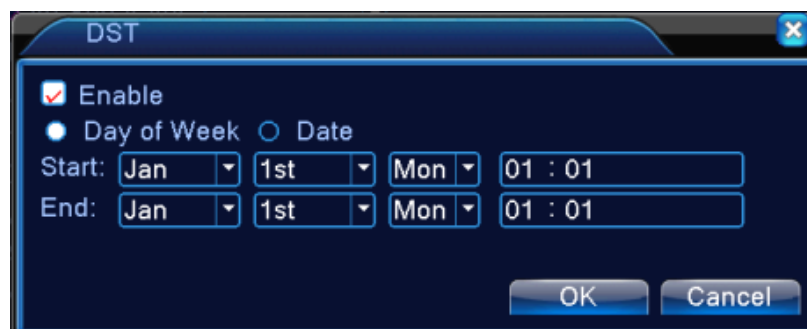 DST
Enable
Day of Week Date
Start: Jan 1st Mon 01 : 01
End: Jan 1st Mon 01 : 01
OK Cancel